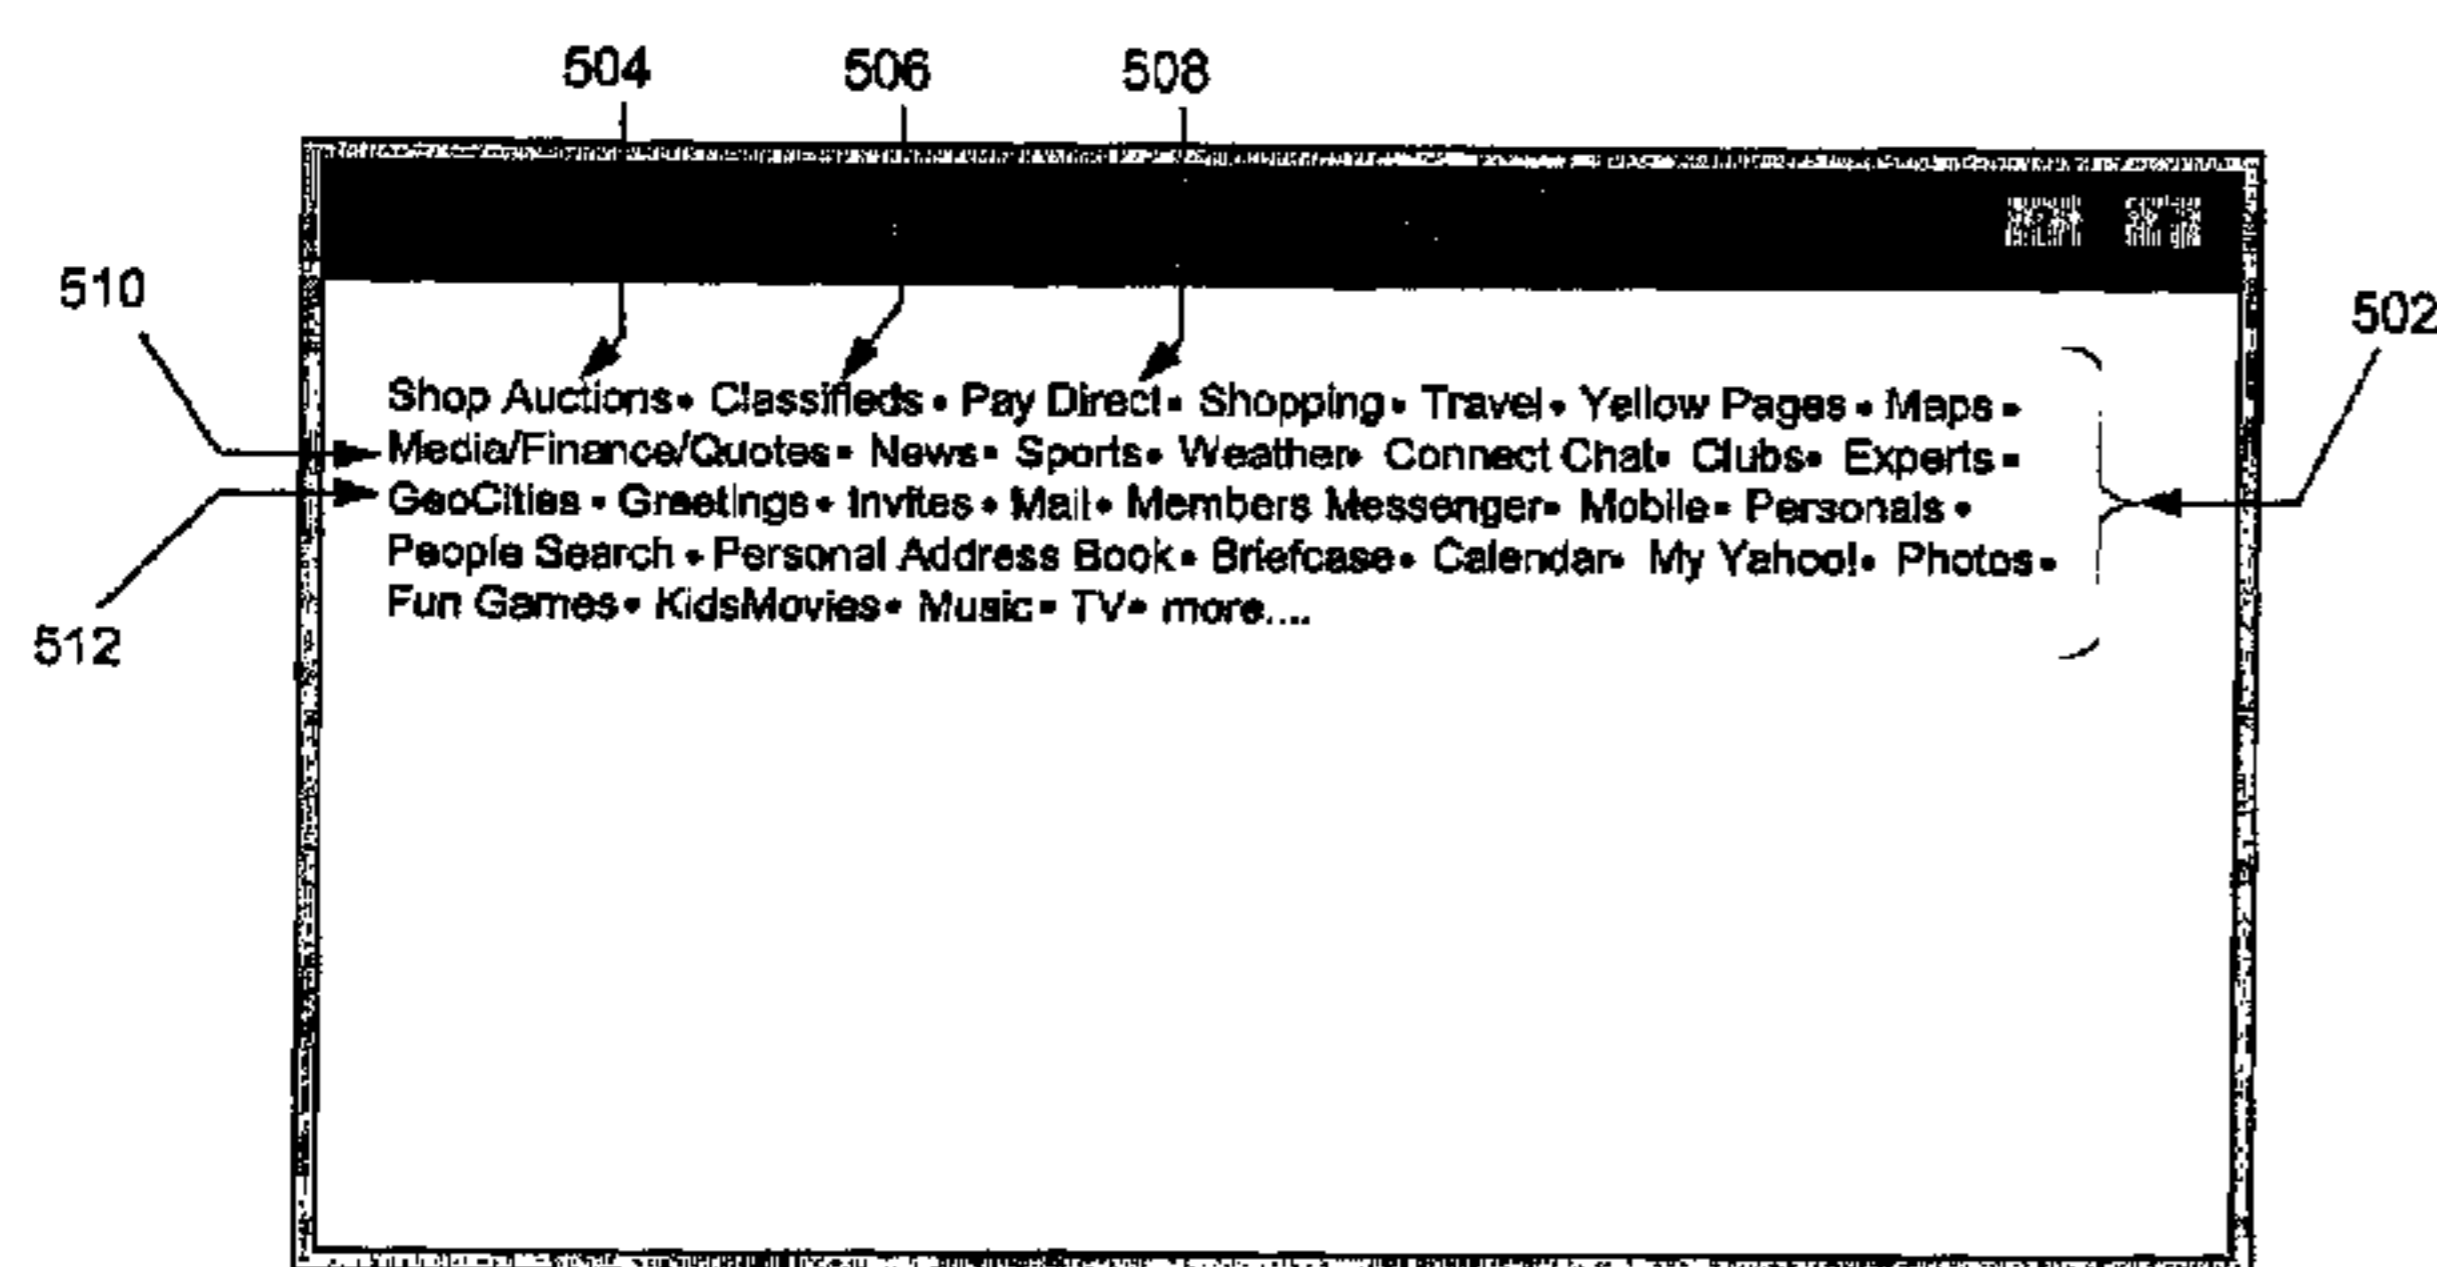 504 506 508
510
502
Shop Auctions• Classifieds • Pay Direct• Shopping• Travel • Yellow Pages • Maps •
Media/Finance/Quotes• News• Sports• Weather• Connect Chat• Clubs• Experts •
GeoCities • Greetings • Invites • Mail• Members Messenger• Mobile• Personals •
People Search • Personal Address Book• Briefcase• Calendar• My Yahoo!• Photos•
Fun Games• KidsMovies• Music• TV• more....
512